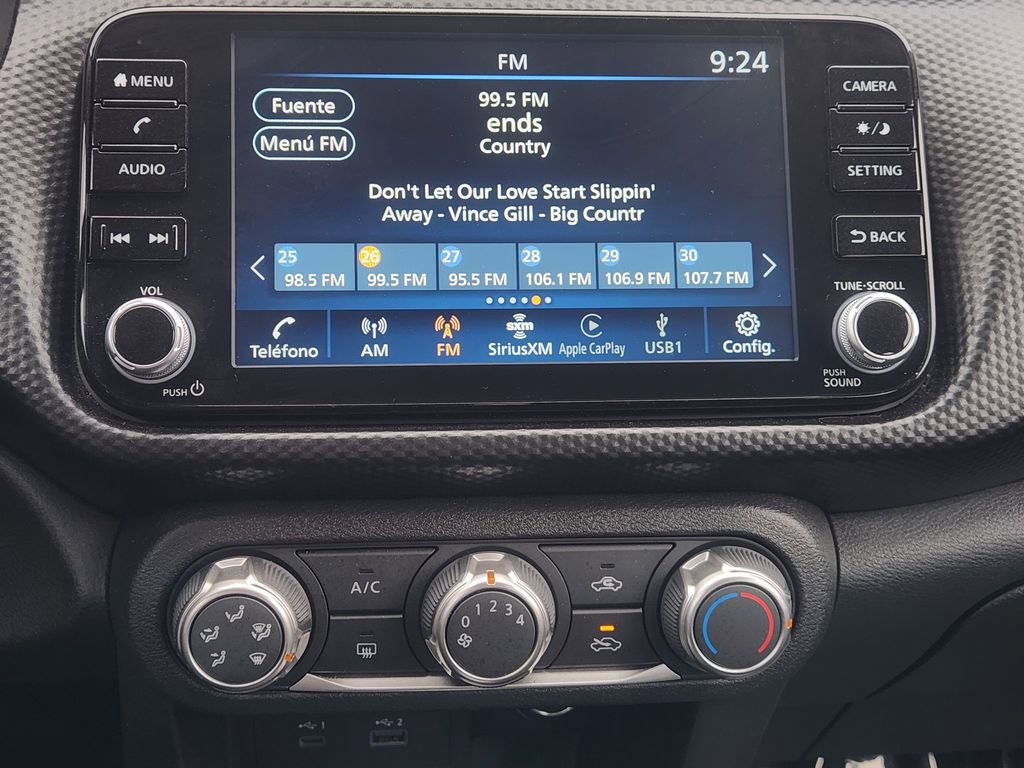 FM
9:24
MENU
AUDIO
VOL
PUSH
Fuente
Menú FM
99.5 FM
ends
Country
Don't Let Our Love Start Slippin'
Away - Vince Gill - Big Countr
25
98.5 FM
26
99.5 FM
27
95.5 FM
28
106.1 FM
29
106.9 FM
30
107.7 FM
Teléfono
AM
FM
sxm
SiriusXM
Apple CarPlay
USB1
Config.
CAMERA
SETTING
BACK
TUNE·SCROLL
PUSH
SOUND
A/C
0 1 2 3 4
1
2